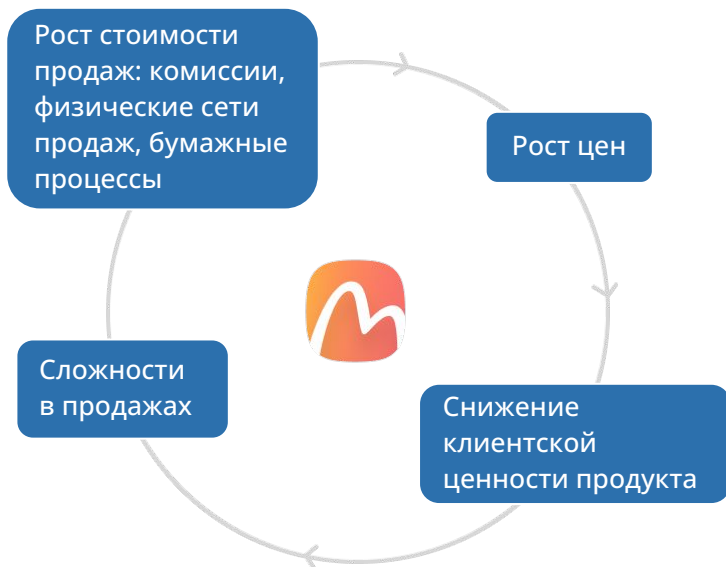 Рост стоимости
продаж: комиссии,
физические сети
продаж, бумажные
процессы
Рост цен
Снижение
клиентской
ценности продукта
Сложности
в продажах